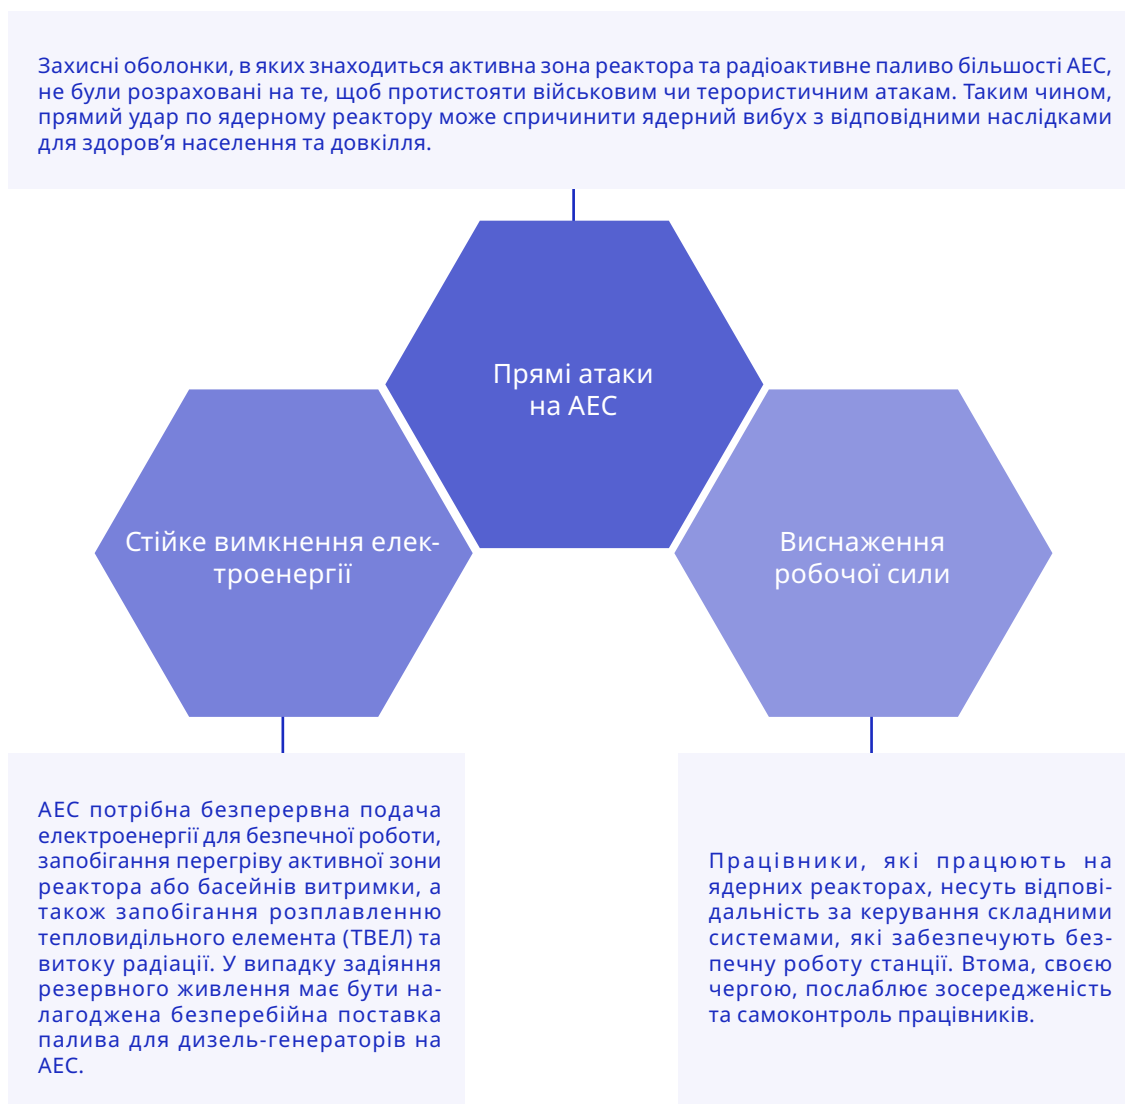 Захисні оболонки, в яких знаходиться активна зона реактора та радіоактивне паливо більшості АЕС,
не були розраховані на те, щоб протистояти військовим чи терористичним атакам. Таким чином,
прямий удар по ядерному реактору може спричинити ядерний вибух з відповідними наслідками
для здоров’я населення та довкілля.
Прямі атаки
на АЕС
Стійке вимкнення елек-
троенергії
Виснаження
робочої сили
АЕС потрібна безперервна подача
електроенергії для безпечної роботи,
запобігання перегріву активної зони
реактора або басейнів витримки, а
також запобігання розплавленню
тепловидільного елемента (ТВЕЛ) та
витоку радіації. У випадку задіяння
резервного живлення має бути на-
лагоджена безперебійна поставка
палива для дизель-генераторів на
АЕС.
Працівники, які працюють на
ядерних реакторах, несуть відпові-
дальність за керування складними
системами, які забезпечують без-
печну роботу станції. Втома, своєю
чергою, послаблює зосередженість
та самоконтроль працівників.